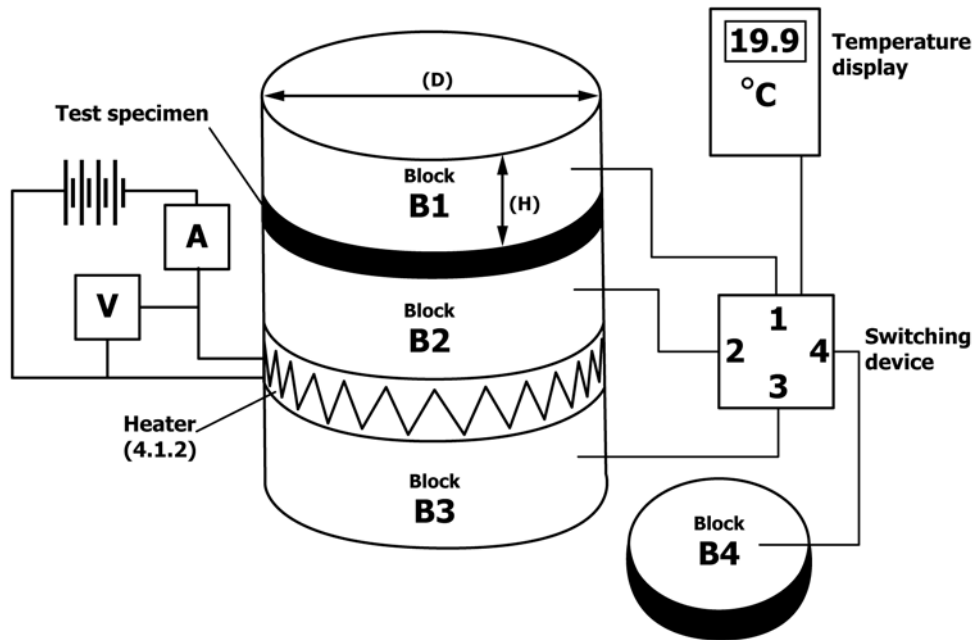 19.9
°C
Temperature
display
(D)
Test specimen
Block
B1
(H)
A
V
Block
B2
1
2
4
3
Switching
device
Heater
(4.1.2)
Block
B3
Block
B4